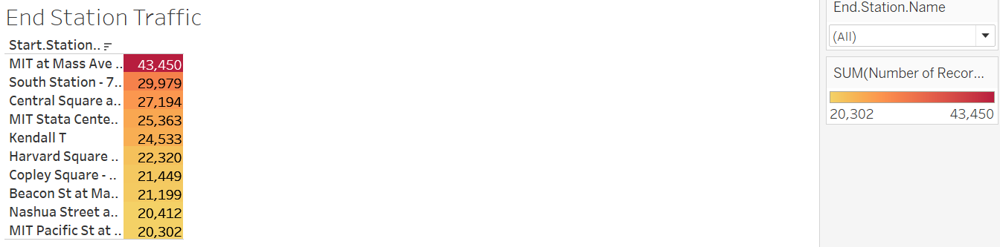 End Station Traffic
Start.Station..
MIT at Mass Ave .. 43,450
South Station - 7.. 29,979
Central Square a.. 27,194
MIT Stata Cente.. 25,363
Kendall T 24,533
Harvard Square .. 22,320
Copley Square - .. 21,449
Beacon St at Ma.. 21,199
Nashua Street a.. 20,412
MIT Pacific St at .. 20,302
End.Station.Name
(All)
SUM(Number of Recor...
20,302 43,450